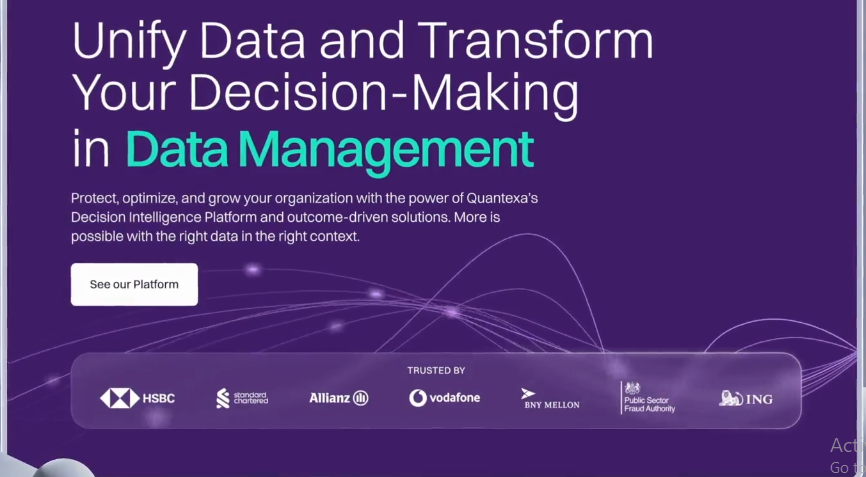 Unify Data and Transform
Your Decision-Making
in Data Management
Protect, optimize, and grow your organization with the power of Quantexa's
Decision Intelligence Platform and outcome-driven solutions. More is
possible with the right data in the right context.
See our Platform
TRUSTED BY
HSBC
standard
chartered
Allianz
vodafone
BNY MELLON
Public Sector
Fraud Authority
ING
Acti
Go to